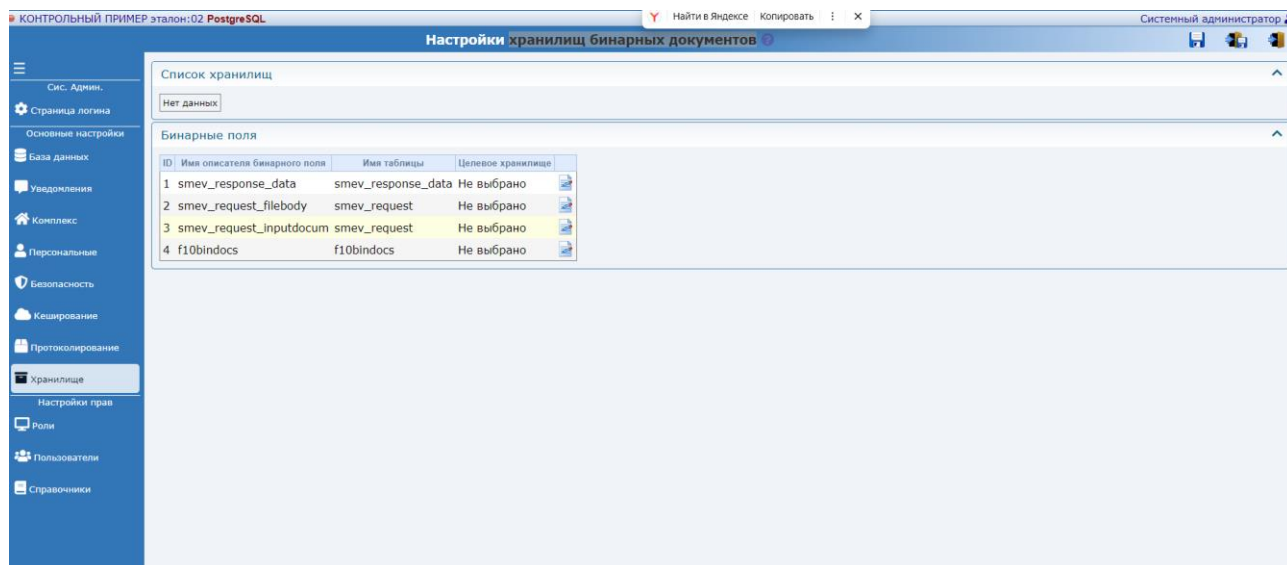 КОНТРОЛЬНЫЙ ПРИМЕР эталон:02 PostgreSQL
Найти в Яндексе Копировать
Системный администратор
Настройки хранилищ бинарных документов
Сис. Админ.
Страница логина
Основные настройки
База данных
Уведомления
Комплекс
Персональные
Безопасность
Кеширование
Протоколирование
Хранилище
Настройки прав
Роли
Пользователи
Справочники
Список хранилищ
Нет данных
Бинарные поля
ID Имя описателя бинарного поля Имя таблицы Целевое хранилище
1 smev_response_data smev_response_data Не выбрано
2 smev_request_filebody smev_request Не выбрано
3 smev_request_inputdocum smev_request Не выбрано
4 f10bindocs f10bindocs Не выбрано